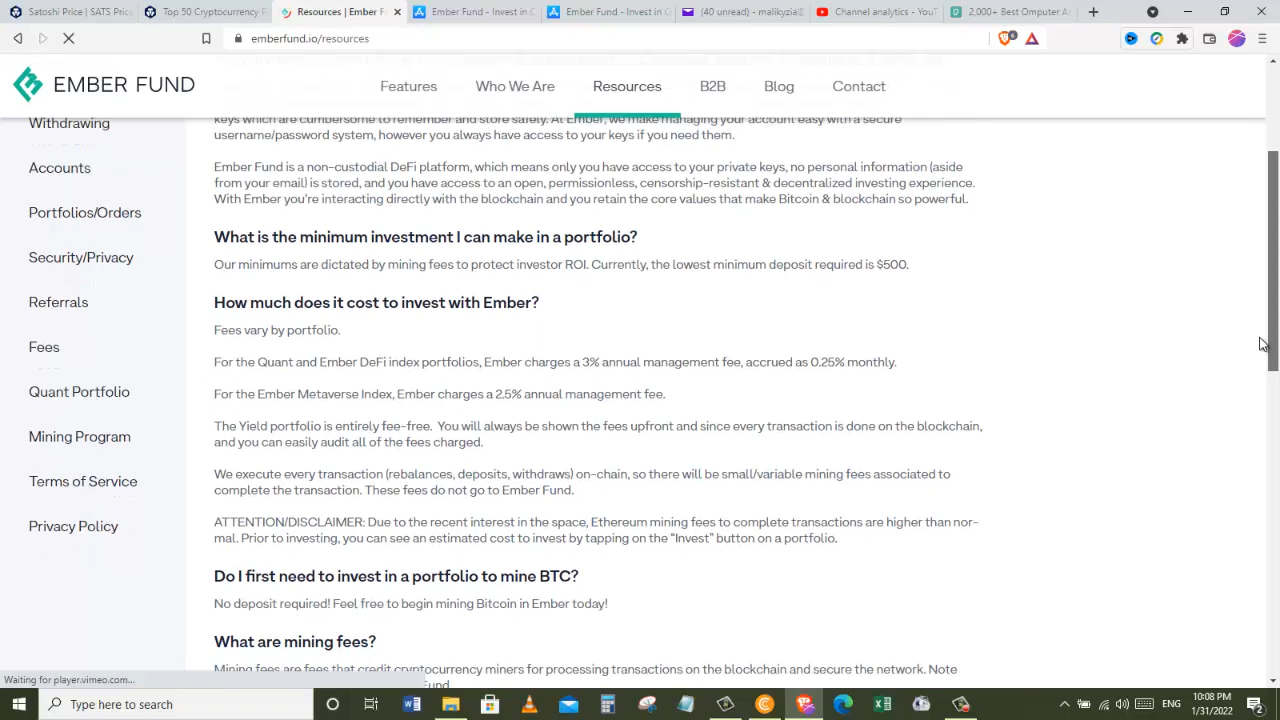 Satoshi Price | SATS Pric
Top 50 Cryptocurrency P
Resources | Ember Fund
Ember Fund - Invest in C
Ember Fund - Invest in C
(40 unread) - malikyzia
Channel analytics - YouT
2,000+ Best Computer A
emberfund.io/resources
6
EMBER FUND
Features
Who We Are
Resources
B2B
Blog
Contact
Withdrawing
Accounts
Portfolios/Orders
Security/Privacy
Referrals
Fees
Quant Portfolio
Mining Program
Terms of Service
Privacy Policy
keys which are cumbersome to remember and store safely. At Ember, we make managing your account easy with a secure
username/password system, however you always have access to your keys if you need them.
Ember Fund is a non-custodial DeFi platform, which means only you have access to your private keys, no personal information (aside
from your email) is stored, and you have access to an open, permissionless, censorship-resistant & decentralized investing experience.
With Ember you're interacting directly with the blockchain and you retain the core values that make Bitcoin & blockchain so powerful.
What is the minimum investment I can make in a portfolio?
Our minimums are dictated by mining fees to protect investor ROI. Currently, the lowest minimum deposit required is $500.
How much does it cost to invest with Ember?
Fees vary by portfolio.
For the Quant and Ember DeFi index portfolios, Ember charges a 3% annual management fee, accrued as 0.25% monthly.
For the Ember Metaverse Index, Ember charges a 2.5% annual management fee.
The Yield portfolio is entirely fee-free. You will always be shown the fees upfront and since every transaction is done on the blockchain,
and you can easily audit all of the fees charged.
We execute every transaction (rebalances, deposits, withdraws) on-chain, so there will be small/variable mining fees associated to
complete the transaction. These fees do not go to Ember Fund.
ATTENTION/DISCLAIMER: Due to the recent interest in the space, Ethereum mining fees to complete transactions are higher than nor-
mal. Prior to investing, you can see an estimated cost to invest by tapping on the "Invest" button on a portfolio.
Do I first need to invest in a portfolio to mine BTC?
No deposit required! Feel free to begin mining Bitcoin in Ember today!
What are mining fees?
Mining fees are fees that credit cryptocurrency miners for processing transactions on the blockchain and secure the network. Note
Fund.
Waiting for player.vimeo.com...
Type here to search
ENG
10:08 PM
1/31/2022
2